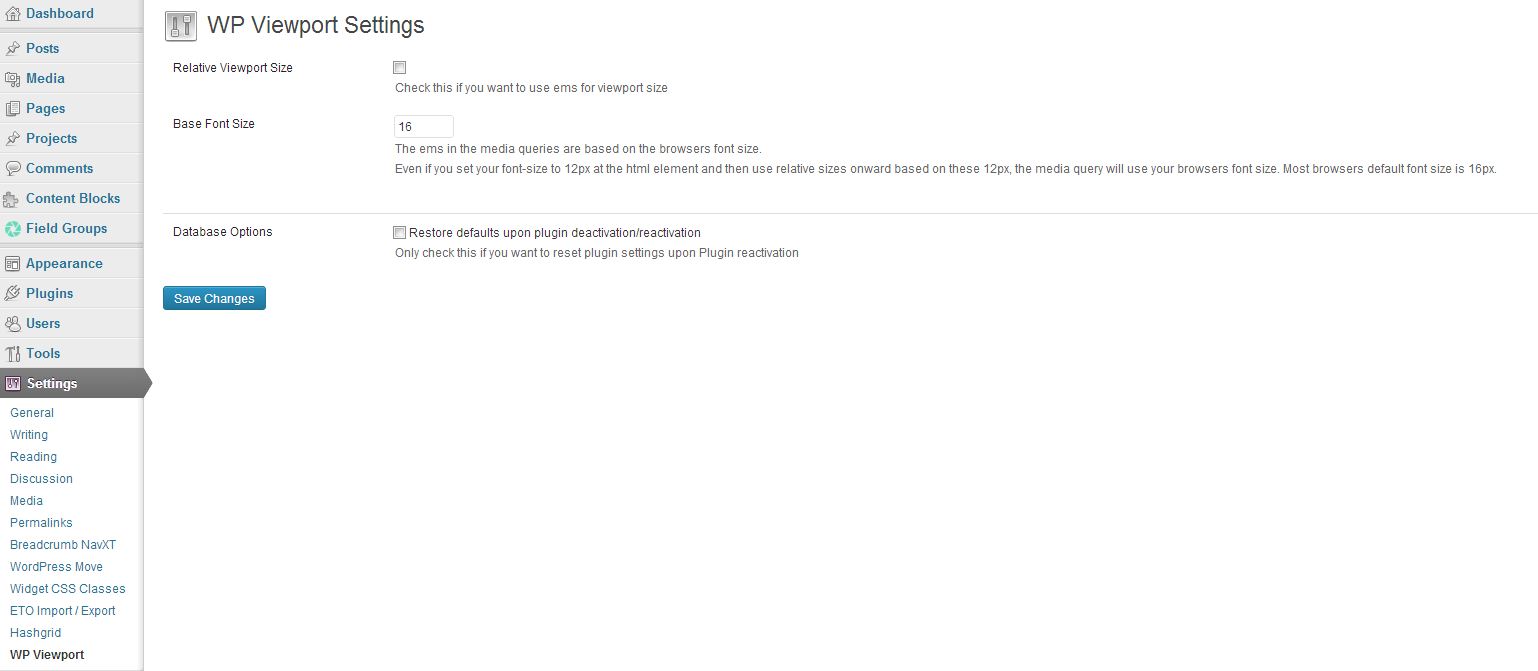 Dashboard
Posts
Media
Pages
Projects
Comments
Content Blocks
Field Groups
Appearance
Plugins
Users
Tools
Settings
General
Writing
Reading
Discussion
Media
Permalinks
Breadcrumb NavXT
WordPress Move
Widget CSS Classes
ETO Import / Export
Hashgrid
WP Viewport
WP Viewport Settings
Relative Viewport Size
Check this if you want to use ems for viewport size
Base Font Size
16
The ems in the media queries are based on the browsers font size.
Even if you set your font-size to 12px at the html element and then use relative sizes onward based on these 12px, the media query will use your browsers font size. Most browsers default font size is 16px.
Database Options
Restore defaults upon plugin deactivation/reactivation
Only check this if you want to reset plugin settings upon Plugin reactivation
Save Changes